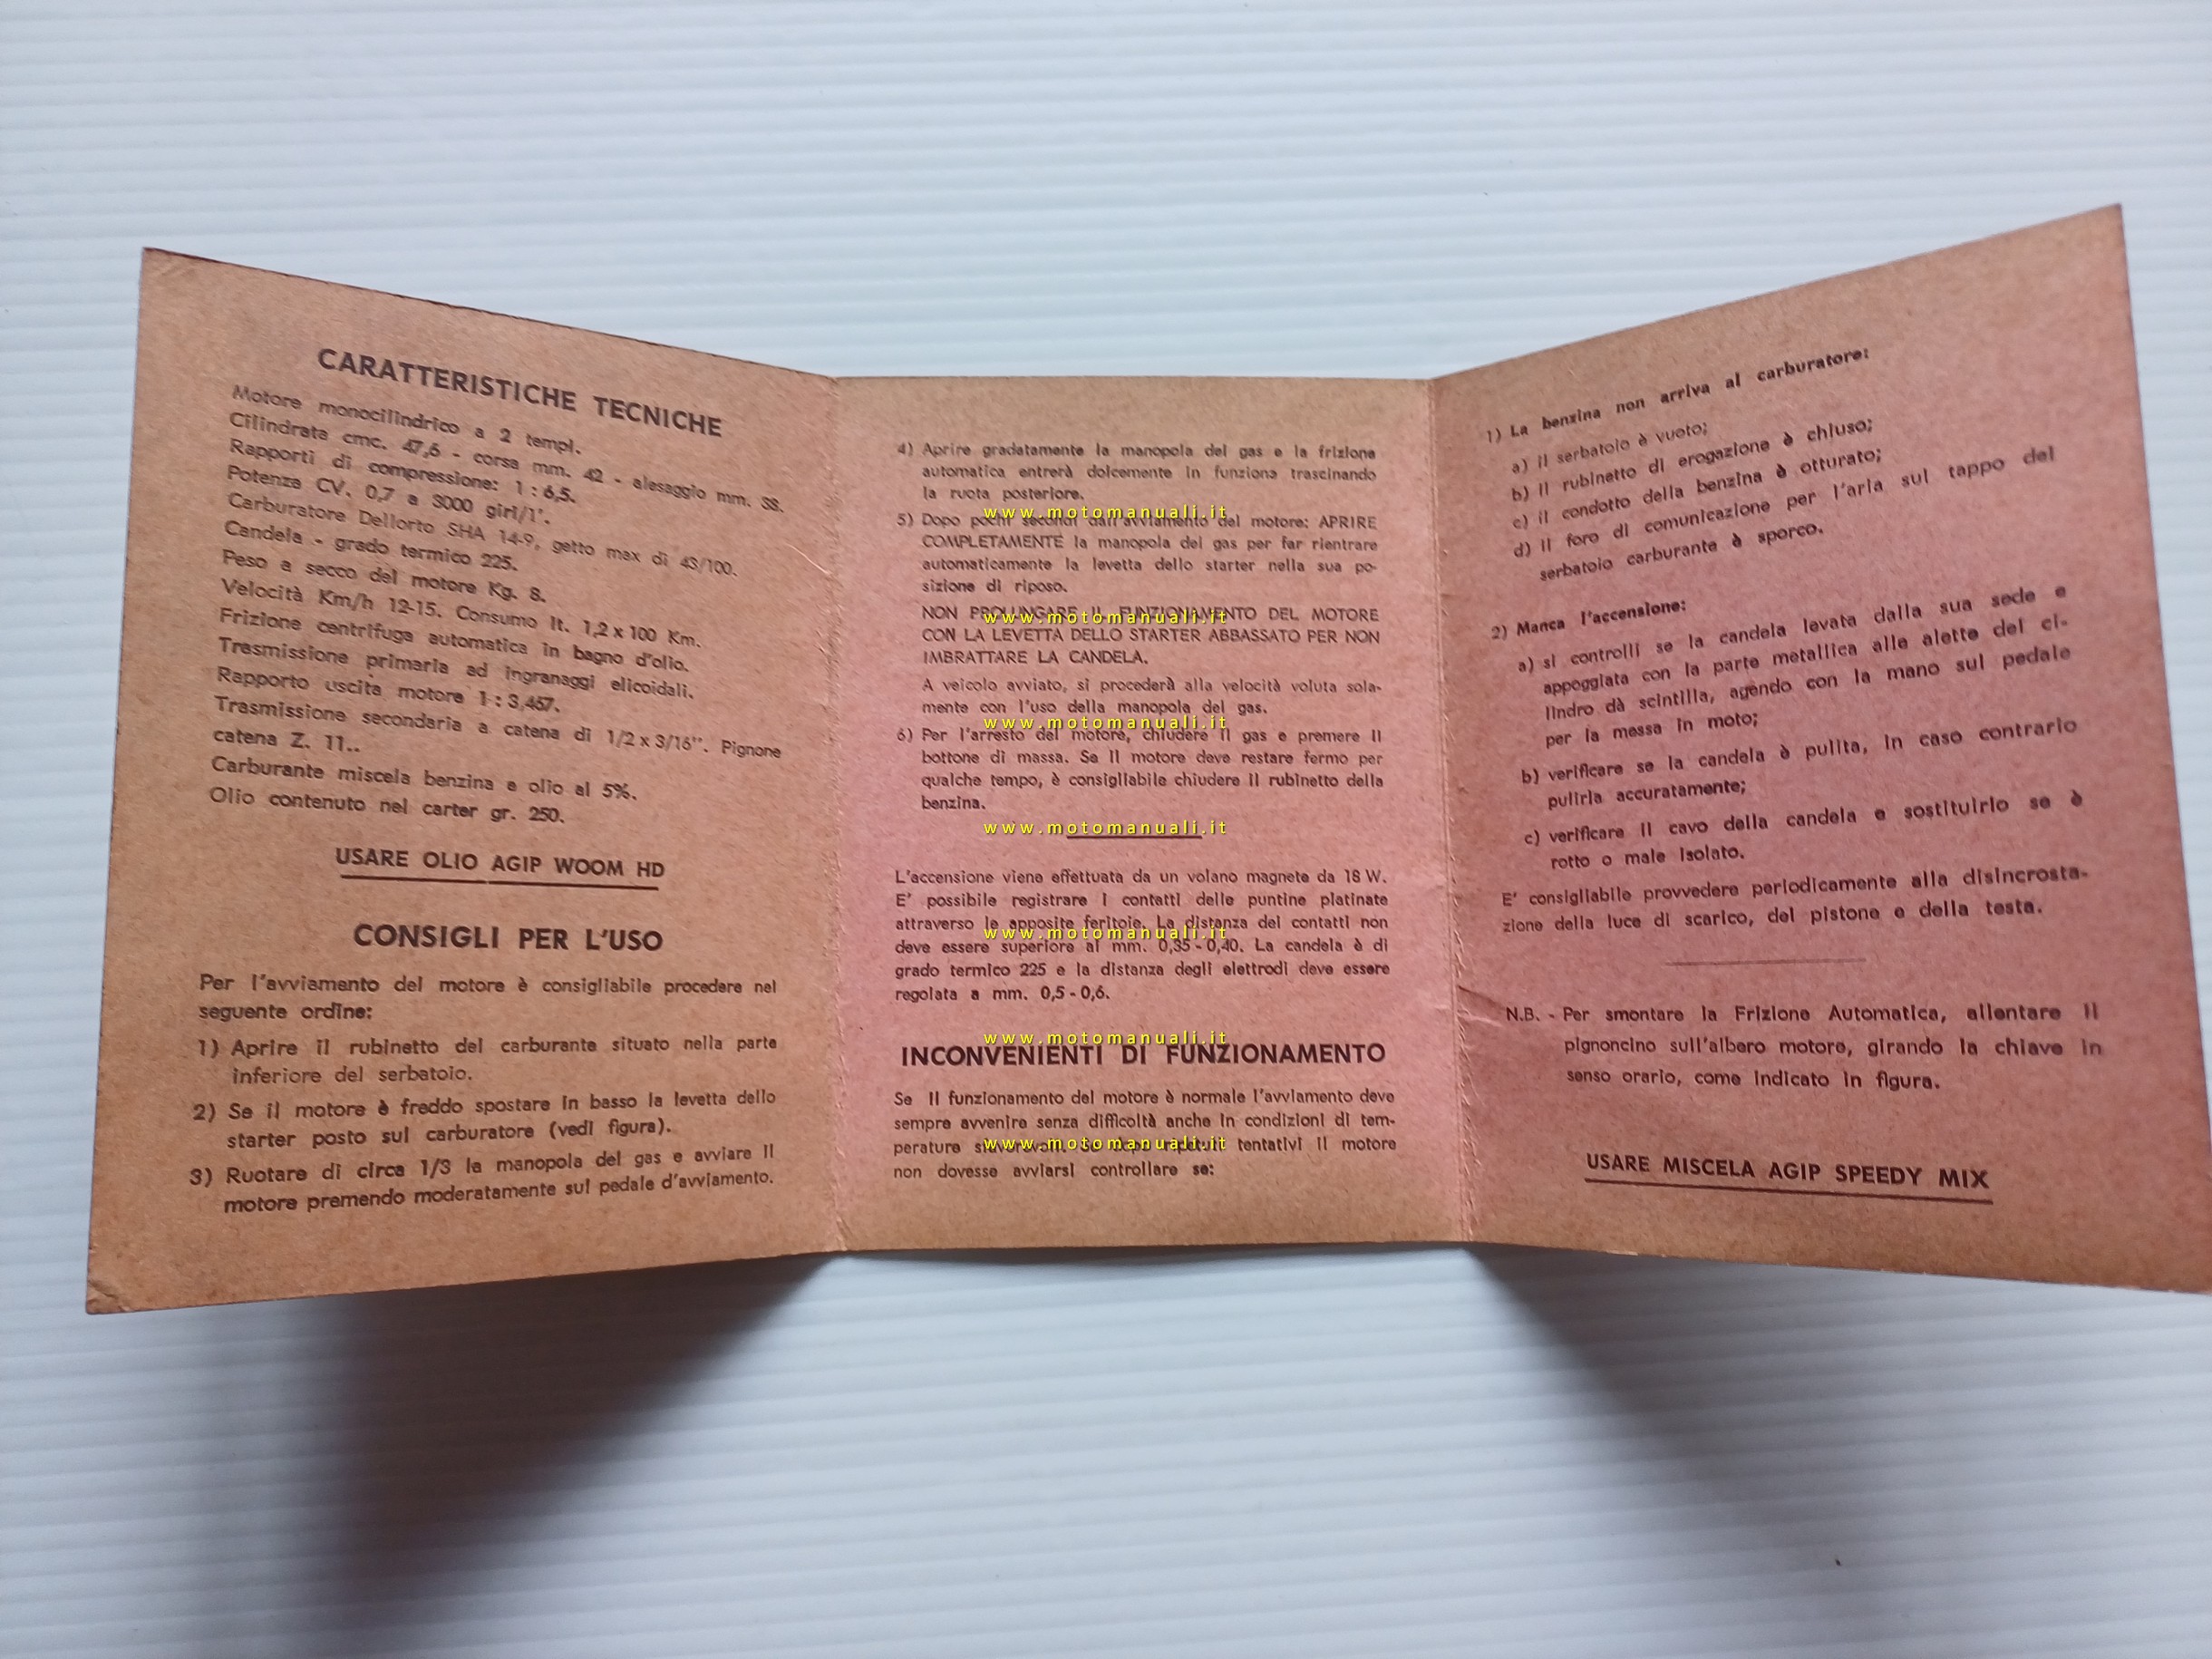 CARATTERISTICHE TECNICHE
Motore monocilindrico a 2 tempi.
Cilindrata cmc. 47,6 - corsa mm. 42 - alesaggio mm. 38.
Rapporti di compressione: 1 : 6,5.
Potenza CV. 0,7 a 3000 giri/1'.
Carburatore Dellorto SHA 14-9, getto max di 43/100.
Candela - grado termico 225.
Peso a secco del motore Kg. 8.
Velocità Km/h 12-15. Consumo lt. 1,2 x 100 Km.
Frizione centrifuga automatica in bagno d'olio.
Trasmissione primaria ad ingranaggi elicoidali.
Rapporto uscita motore 1 : 3,467.
Trasmissione secondaria a catena di 1/2 x 3/16''. Pignone
catena Z. 11..
Carburante miscela benzina e olio al 5%.
Olio contenuto nel carter gr. 250.
USARE OLIO AGIP WOOM HD
CONSIGLI PER L'USO
Per l'avviamento del motore è consigliabile procedere nel
seguente ordine:
1) Aprire il rubinetto del carburante situato nella parte
inferiore del serbatoio.
2) Se il motore è freddo spostare in basso la levetta dello
starter posto sul carburatore (vedi figura).
3) Ruotare di circa 1/3 la manopola del gas e avviare il
motore premendo moderatamente sul pedale d'avviamento.
4) Aprire gradatamente la manopola del gas e la frizione
automatica entrerà dolcemente in funzione trascinando
la ruota posteriore.
www.motomanuali.it
5) Dopo pochi secondi dall'avviamento del motore: APRIRE
COMPLETAMENTE la manopola del gas per far rientrare
automaticamente la levetta dello starter nella sua po-
sizione di riposo.
NON PROLUNGARE IL FUNZIONAMENTO DEL MOTORE
www.motomanuali.it
CON LA LEVETTA DELLO STARTER ABBASSATO PER NON
IMBRATTARE LA CANDELA.
A veicolo avviato, si procederà alla velocità voluta sola-
mente con l'uso della manopola del gas.
www.motomanuali.it
6) Per l'arresto del motore, chiudere il gas e premere il
bottone di massa. Se il motore deve restare fermo per
qualche tempo, è consigliabile chiudere il rubinetto della
benzina.
www.motomanuali.it
L'accensione viene effettuata da un volano magnete da 18 W.
E' possibile registrare i contatti delle puntine platinate
attraverso le apposite feritoie. La distanza dei contatti non
www.motomanuali.it
deve essere superiore ai mm. 0,35 - 0,40. La candela è di
grado termico 225 e la distanza degli elettrodi deve essere
regolata a mm. 0,5 - 0,6.
www.motomanuali.it
INCONVENIENTI DI FUNZIONAMENTO
Se il funzionamento del motore è normale l'avviamento deve
sempre avvenire senza difficoltà anche in condizioni di tem-
perature tentativi il motore
www.motomanuali.it
non dovesse avviarsi controllare se:
1) La benzina non arriva al carburatore:
a) il serbatoio è vuoto;
b) il rubinetto di erogazione è chiuso;
c) il condotto della benzina è otturato;
d) il foro di comunicazione per l'aria sul tappo del
serbatoio carburante è sporco.
2) Manca l'accensione:
a) si controlli se la candela levata dalla sua sede e
appoggiata con la parte metallica alle alette del ci-
lindro dà scintilla, agendo con la mano sul pedale
per la messa in moto;
b) verificare se la candela è pulita, in caso contrario
pulirla accuratamente;
c) verificare il cavo della candela e sostituirlo se è
rotto o male isolato.
E' consigliabile provvedere periodicamente alla disincrosta-
zione della luce di scarico, del pistone e della testa.
N.B. - Per smontare la Frizione Automatica, allentare il
pignoncino sull'albero motore, girando la chiave in
senso orario, come indicato in figura.
USARE MISCELA AGIP SPEEDY MIX